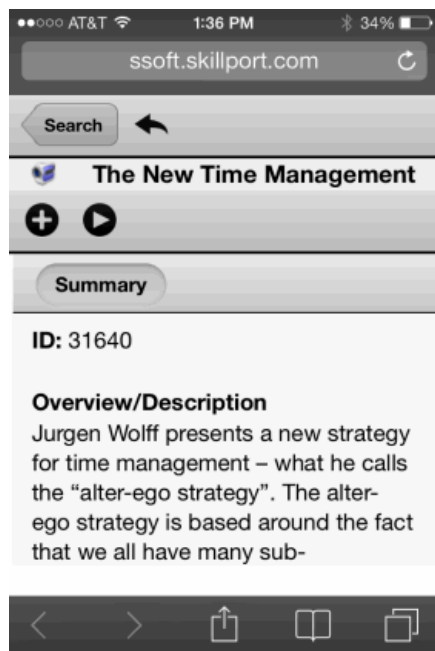 AT&T 1:36 PM 34%
ssoft.skillport.com
Search
The New Time Management
Summary
ID: 31640
Overview/Description
Jurgen Wolff presents a new strategy
for time management – what he calls
the “alter-ego strategy”. The alter-
ego strategy is based around the fact
that we all have many sub-